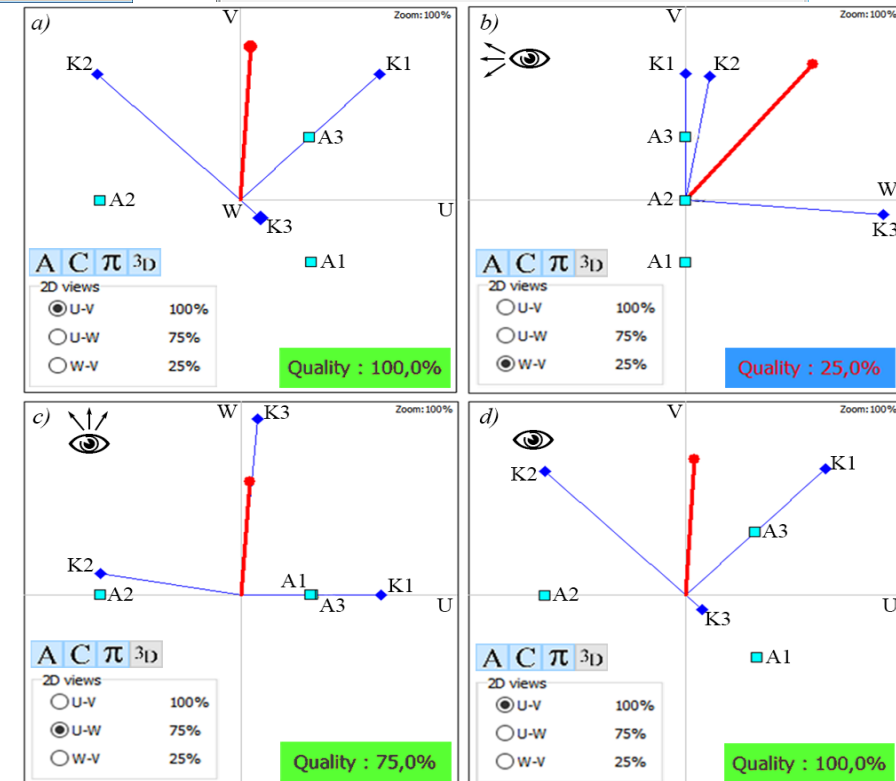 a)
V
Zoom:100%
K2
K1
A3
A2
W
U
K3
A1
A C π 3D
2D views
U-V 100%
U-W 75%
W-V 25%
Quality : 100,0%
b)
V
Zoom:100%
K1
K2
A3
W
A2
K3
A1
A C π 3D
2D views
U-V 100%
U-W 75%
W-V 25%
Quality : 25,0%
c)
W
K3
Zoom:100%
K2
A1
K1
A2
A3
U
A C π 3D
2D views
U-V 100%
U-W 75%
W-V 25%
Quality : 75,0%
d)
V
Zoom:100%
K2
K1
A3
A2
U
K3
A1
A C π 3D
2D views
U-V 100%
U-W 75%
W-V 25%
Quality : 100,0%